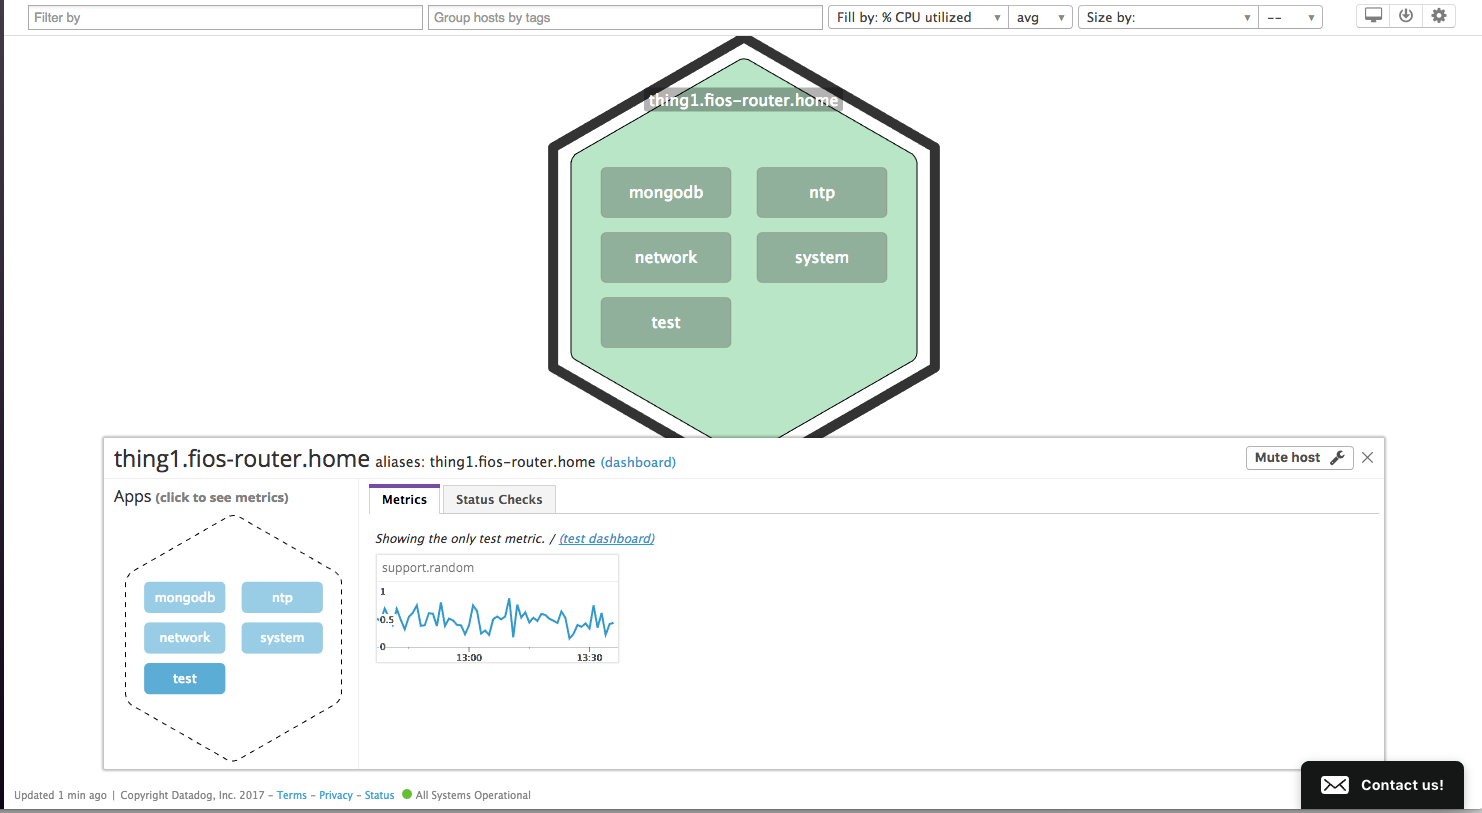 Filter by
Group hosts by tags
Fill by: % CPU utilized
avg
Size by:
--
thing1.fios-router.home
mongodb
ntp
network
system
test
thing1.fios-router.home aliases: thing1.fios-router.home (dashboard)
Mute host
Apps (click to see metrics)
mongodb
ntp
network
system
test
Metrics
Status Checks
Showing the only test metric. / (test dashboard)
support.random
1
0.5
0
13:00
13:30
Updated 1 min ago | Copyright Datadog, Inc. 2017 - Terms - Privacy - Status All Systems Operational
Contact us!